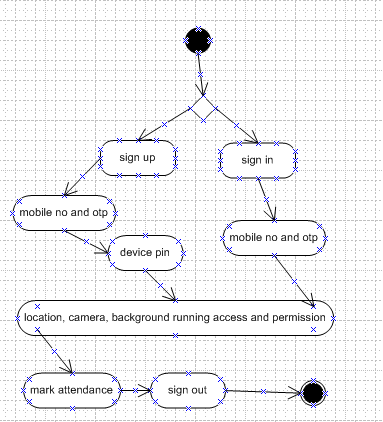 sign up
sign in
mobile no and otp
mobile no and otp
device pin
location, camera, background running access and permission
mark attendance
sign out